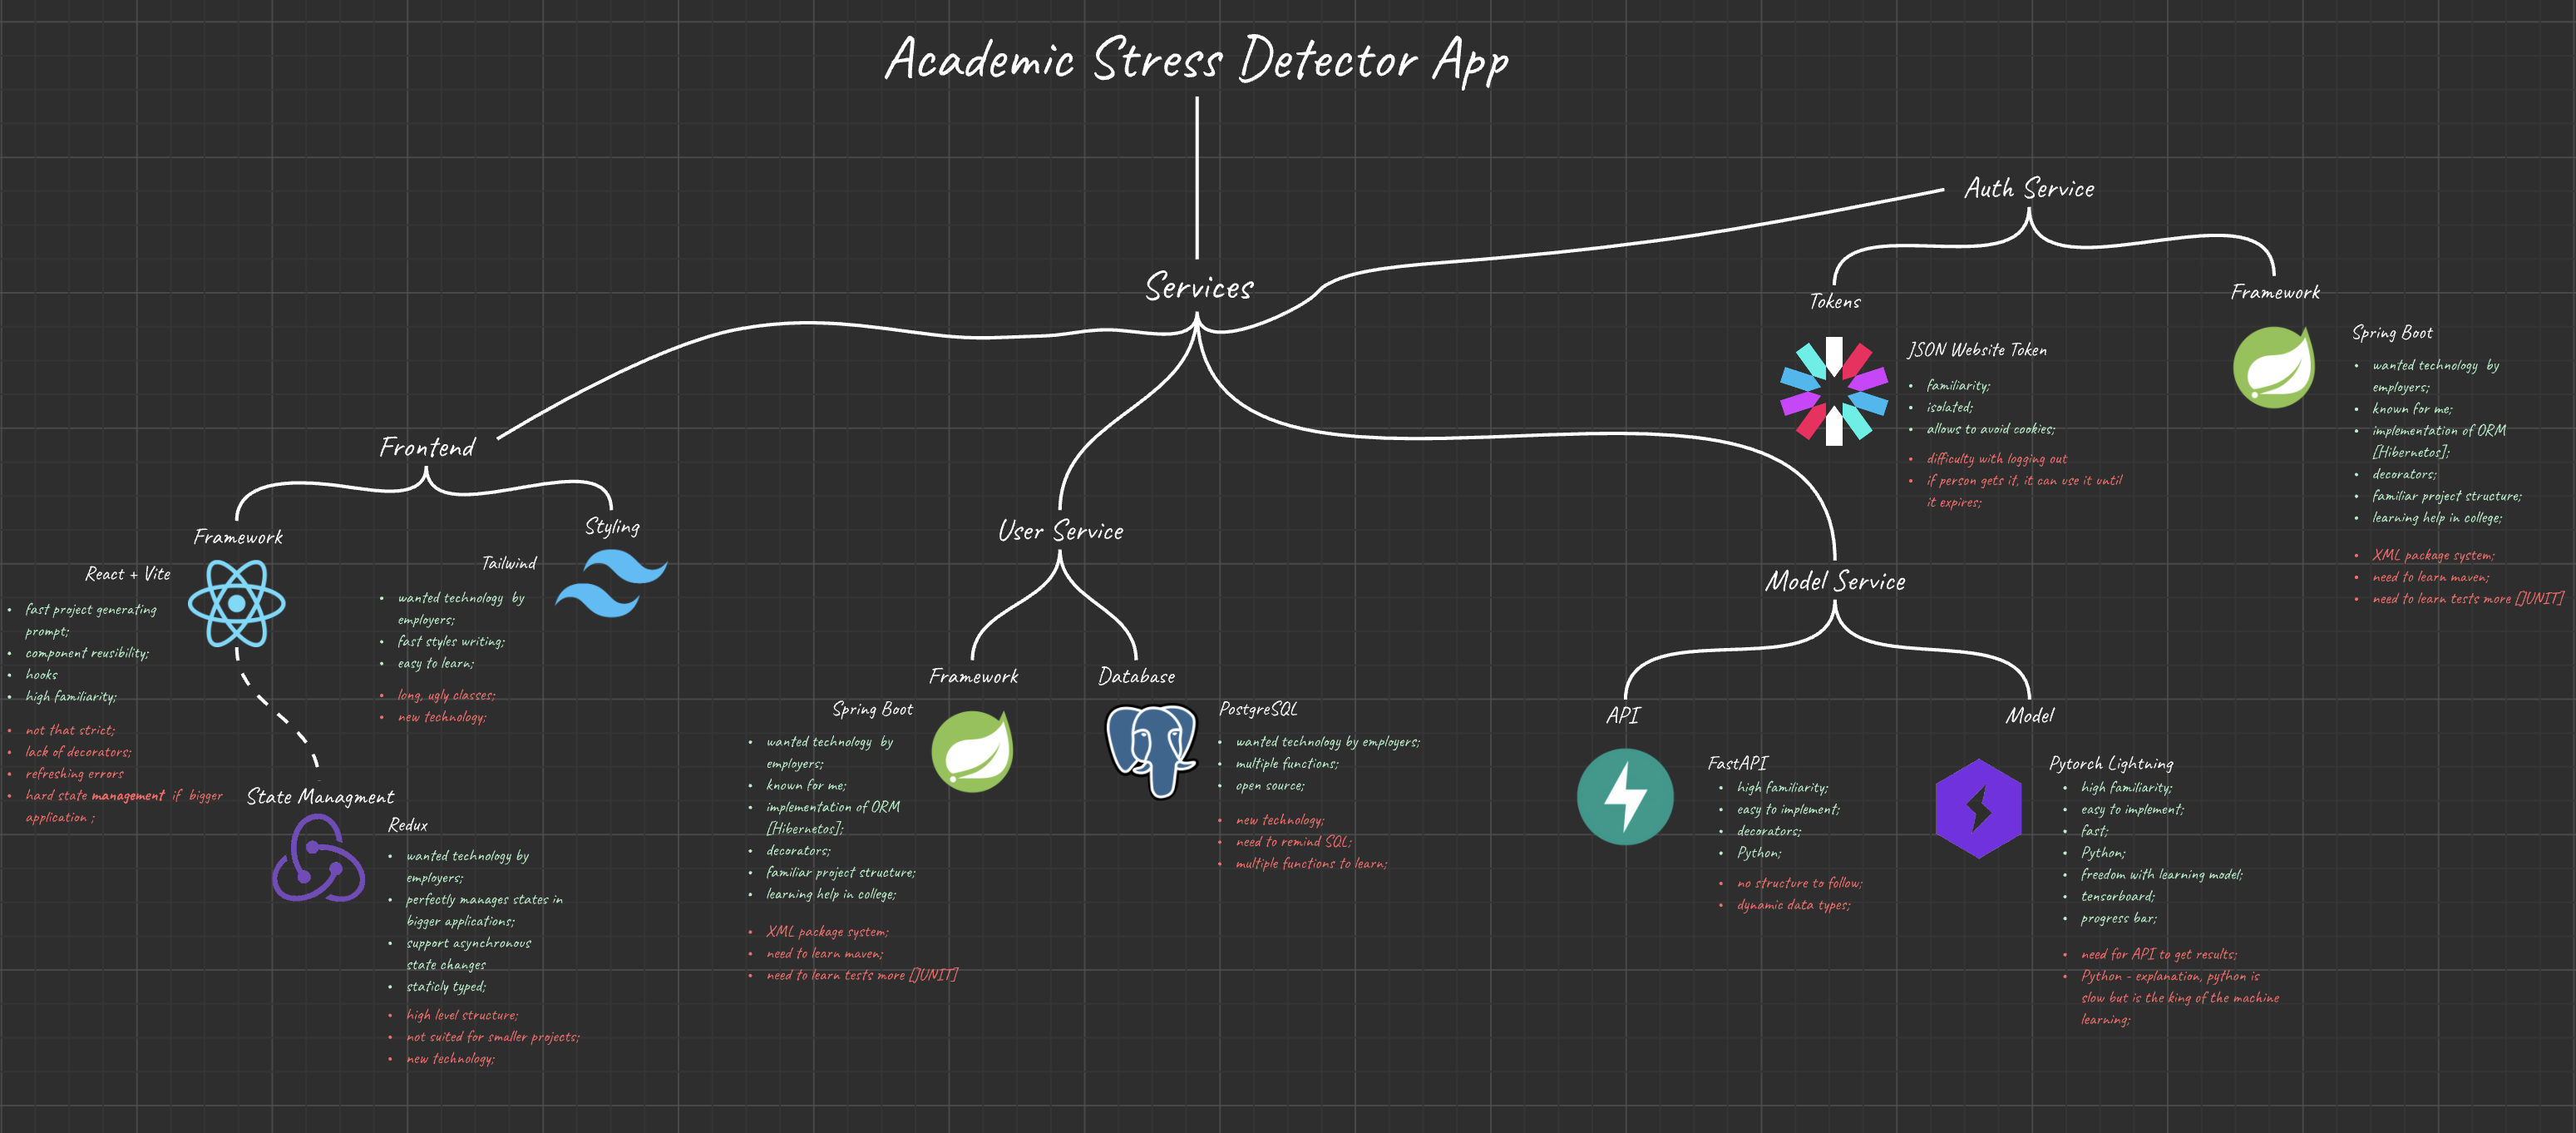 Academic Stress Detector App
Services
Auth Service
Tokens
JSON Website Token
• familiarity;
• isolated;
• allows to avoid cookies;
• difficulty with logging out
• if person gets it, it can use it until
it expires;
Framework
Spring Boot
• wanted technology by
employers;
• known for me;
• implementation of ORM
[Hibernetos];
• decorators;
• familiar project structure;
• learning help in college;
• XML package system;
• need to learn maven;
• need to learn tests more [JUNIT]
Frontend
Framework
React + Vite
• fast project generating
prompt;
• component reusibility;
• hooks
• high familiarity;
• not that strict;
• lack of decorators;
• refreshing errors
• hard state management if bigger
application ;
Styling
Tailwind
• wanted technology by
employers;
• fast styles writing;
• easy to learn;
• long, ugly classes;
• new technology;
State Managment
Redux
• wanted technology by
employers;
• perfectly manages states in
bigger applications;
• support asynchronous
state changes
• staticly typed;
• high level structure;
• not suited for smaller projects;
• new technology;
User Service
Framework
Spring Boot
• wanted technology by
employers;
• known for me;
• implementation of ORM
[Hibernetos];
• decorators;
• familiar project structure;
• learning help in college;
• XML package system;
• need to learn maven;
• need to learn tests more [JUNIT]
Database
PostgreSQL
• wanted technology by employers;
• multiple functions;
• open source;
• new technology;
• need to remind SQL;
• multiple functions to learn;
Model Service
API
FastAPI
• high familiarity;
• easy to implement;
• decorators;
• Python;
• no structure to follow;
• dynamic data types;
Model
Pytorch Lightning
• high familiarity;
• easy to implement;
• fast;
• Python;
• freedom with learning model;
• tensorboard;
• progress bar;
• need for API to get results;
• Python - explanation, python is
slow but is the king of the machine
learning;